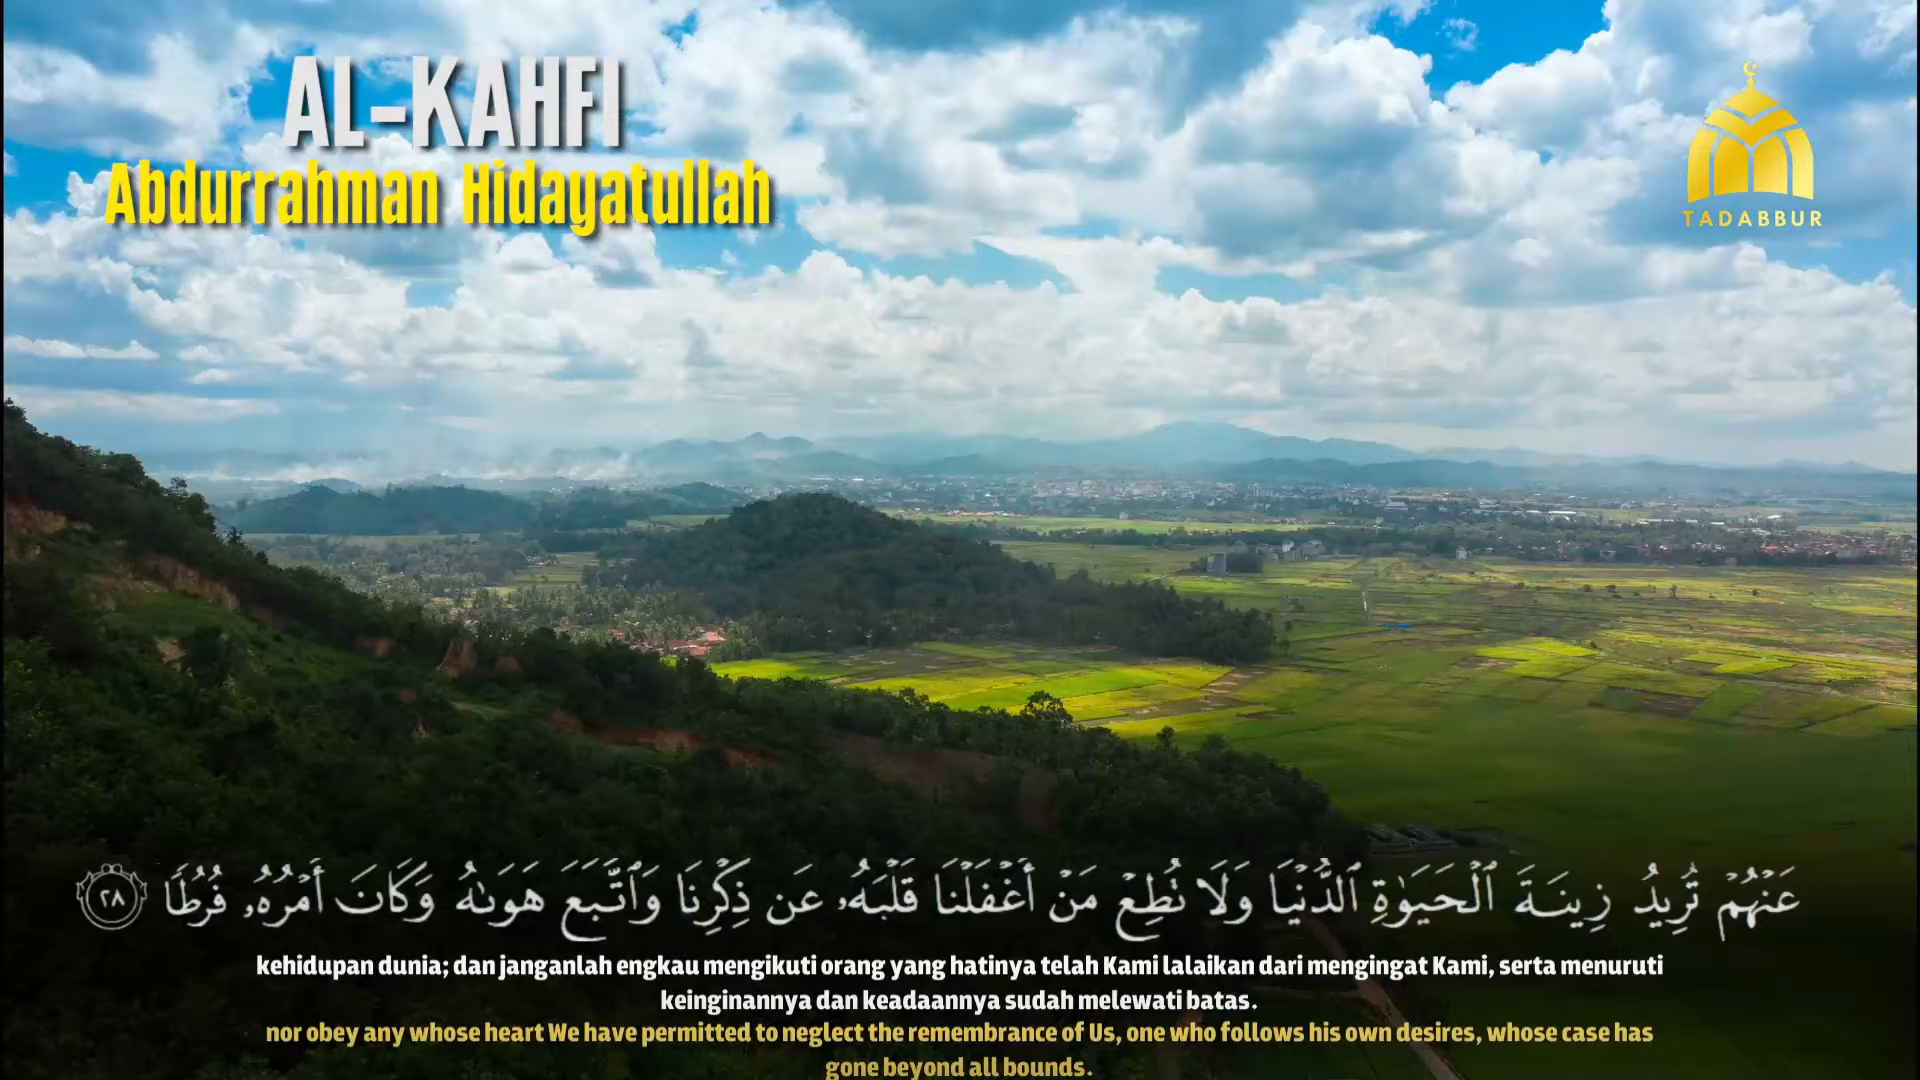 AL-KAHFI
Abdurrahman Hidayatullah
TADABBUR
عَنْهُمْ تُرِيدُ زِينَةَ ٱلْحَيَوٰةِ ٱلدُّنْيَا وَلَا تُطِعْ مَنْ أَغْفَلْنَا قَلْبَهُۥ عَن ذِكْرِنَا وَٱتَّبَعَ هَوَىٰهُ وَكَانَ أَمْرُهُۥ فُرُطًا ٢٨
kehidupan dunia; dan janganlah engkau mengikuti orang yang hatinya telah Kami lalaikan dari mengingat Kami, serta menuruti
keinginannya dan keadaannya sudah melewati batas.
nor obey any whose heart We have permitted to neglect the remembrance of Us, one who follows his own desires, whose case has
gone beyond all bounds.